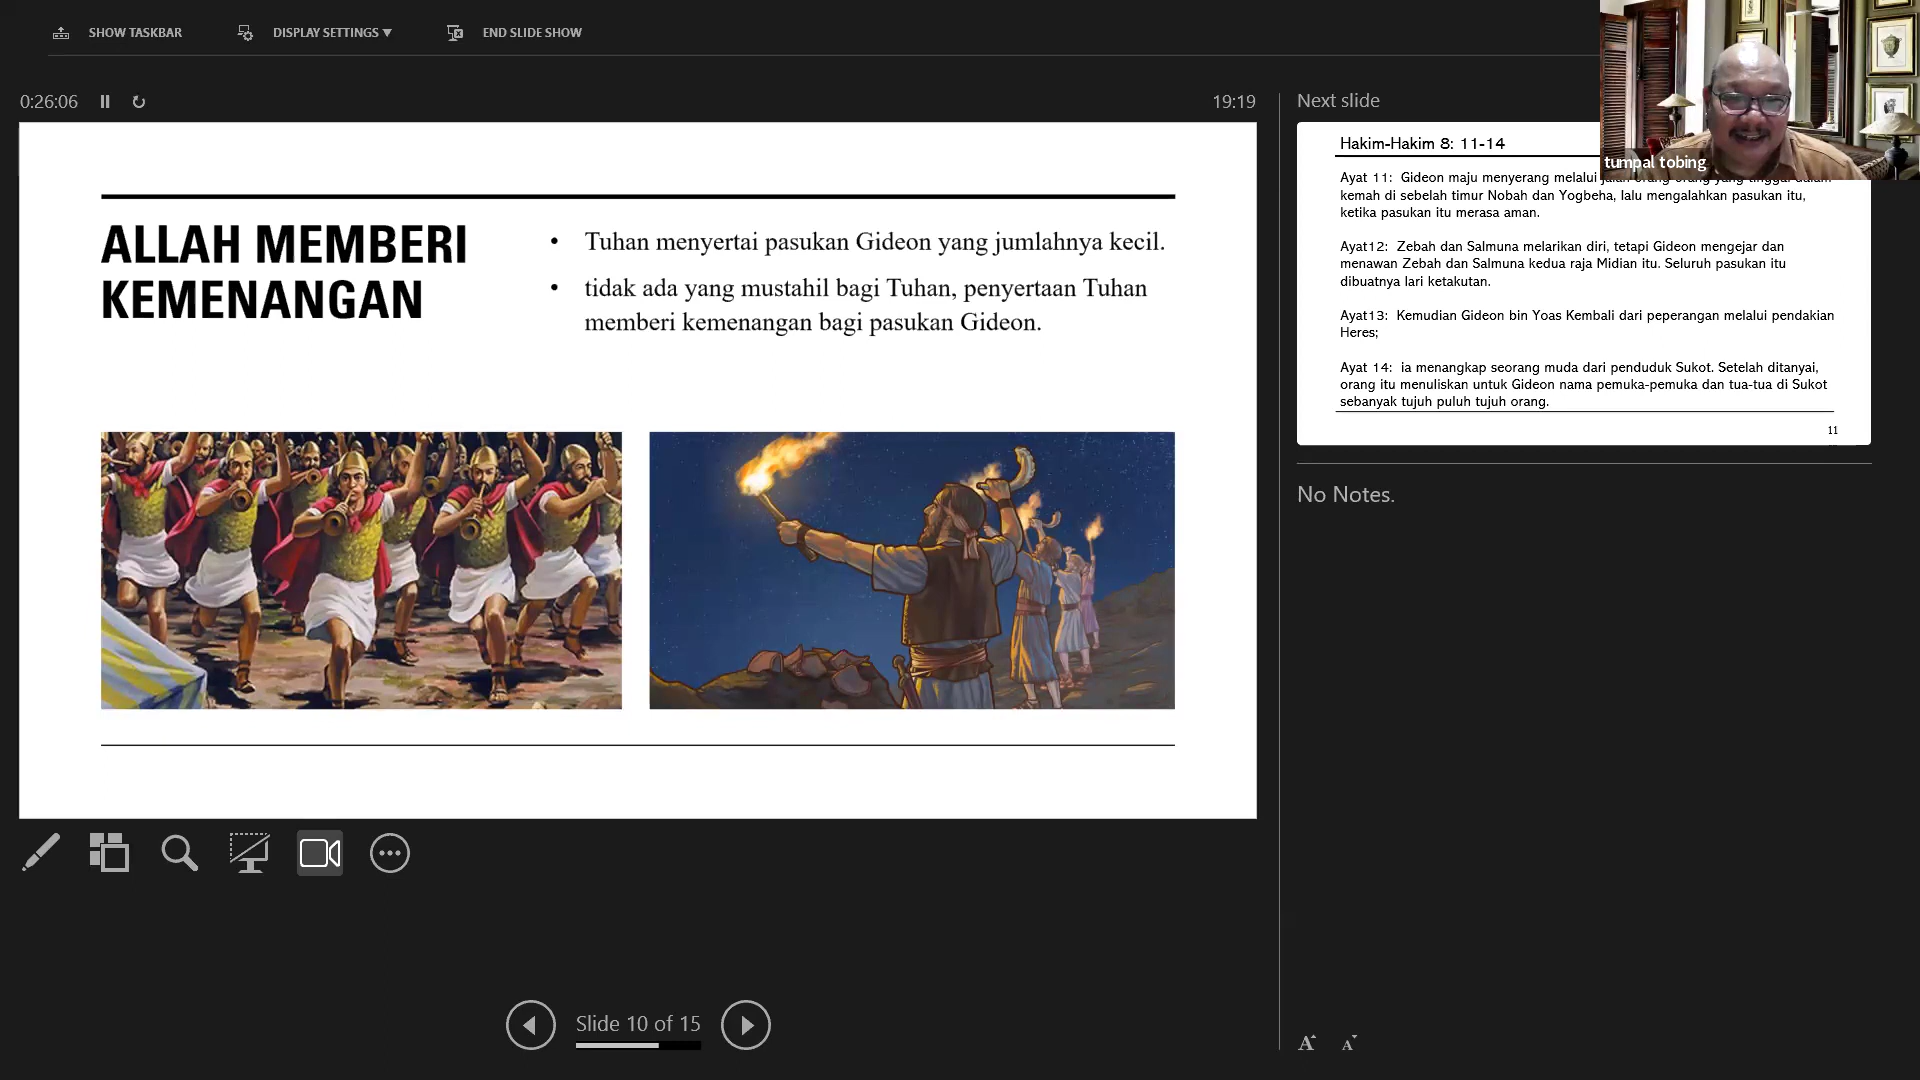 SHOW TASKBAR
DISPLAY SETTINGS ▼
END SLIDE SHOW
0:26:06
19:19
ALLAH MEMBERI
KEMENANGAN
• Tuhan menyertai pasukan Gideon yang jumlahnya kecil.
• tidak ada yang mustahil bagi Tuhan, penyertaan Tuhan
memberi kemenangan bagi pasukan Gideon.
Slide 10 of 15
Next slide
tumpal tobing
Hakim-Hakim 8: 11-14
Ayat 11: Gideon maju menyerang melalui
kemah di sebelah timur Nobah dan Yogbeha, lalu mengalahkan pasukan itu,
ketika pasukan itu merasa aman.
Ayat12: Zebah dan Salmuna melarikan diri, tetapi Gideon mengejar dan
menawan Zebah dan Salmuna kedua raja Midian itu. Seluruh pasukan itu
dibuatnya lari ketakutan.
Ayat13: Kemudian Gideon bin Yoas Kembali dari peperangan melalui pendakian
Heres;
Ayat 14: ia menangkap seorang muda dari penduduk Sukot. Setelah ditanyai,
orang itu menuliskan untuk Gideon nama pemuka-pemuka dan tua-tua di Sukot
sebanyak tujuh puluh tujuh orang.
11
No Notes.
A A